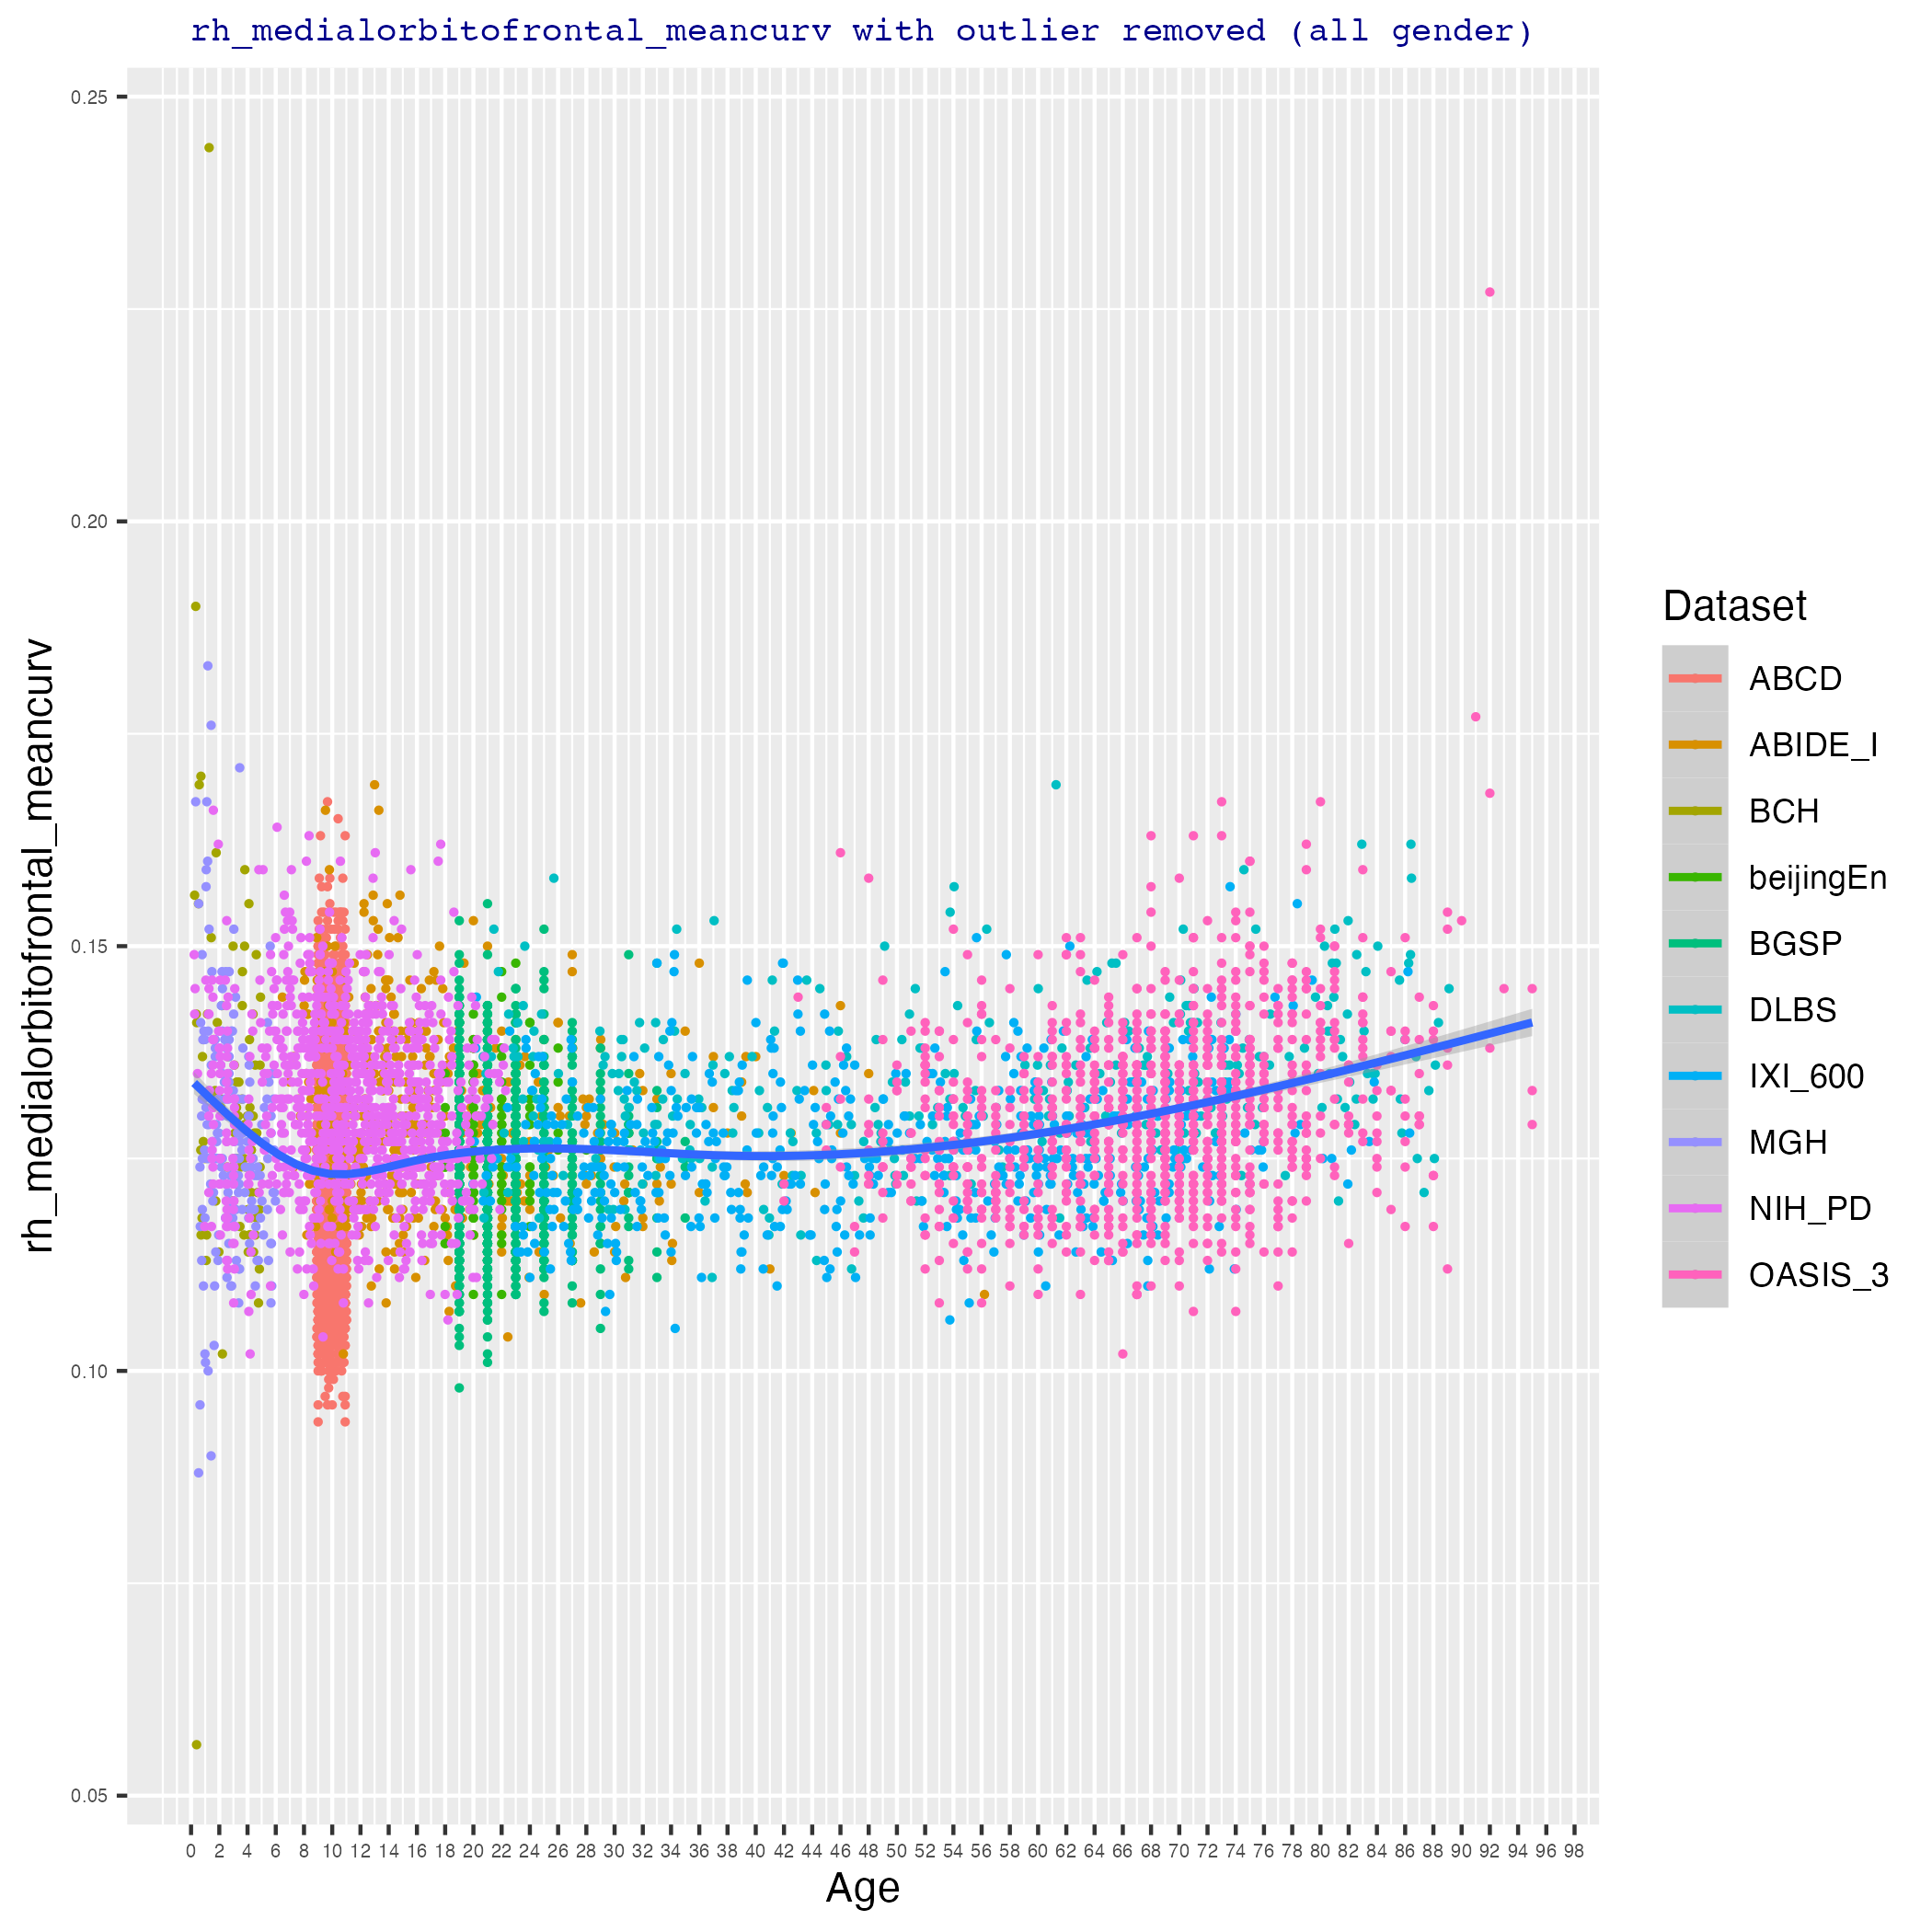 rh_medialorbitofrontal_meancurv with outlier removed (all gender)
rh_medialorbitofrontal_meancurv
0.25
0.20
0.15
0.10
0.05
0 2 4 6 8 10 12 14 16 18 20 22 24 26 28 30 32 34 36 38 40 42 44 46 48 50 52 54 56 58 60 62 64 66 68 70 72 74 76 78 80 82 84 86 88 90 92 94 96 98
Age
Dataset
ABCD
ABIDE_I
BCH
beijingEn
BGSP
DLBS
IXI_600
MGH
NIH_PD
OASIS_3